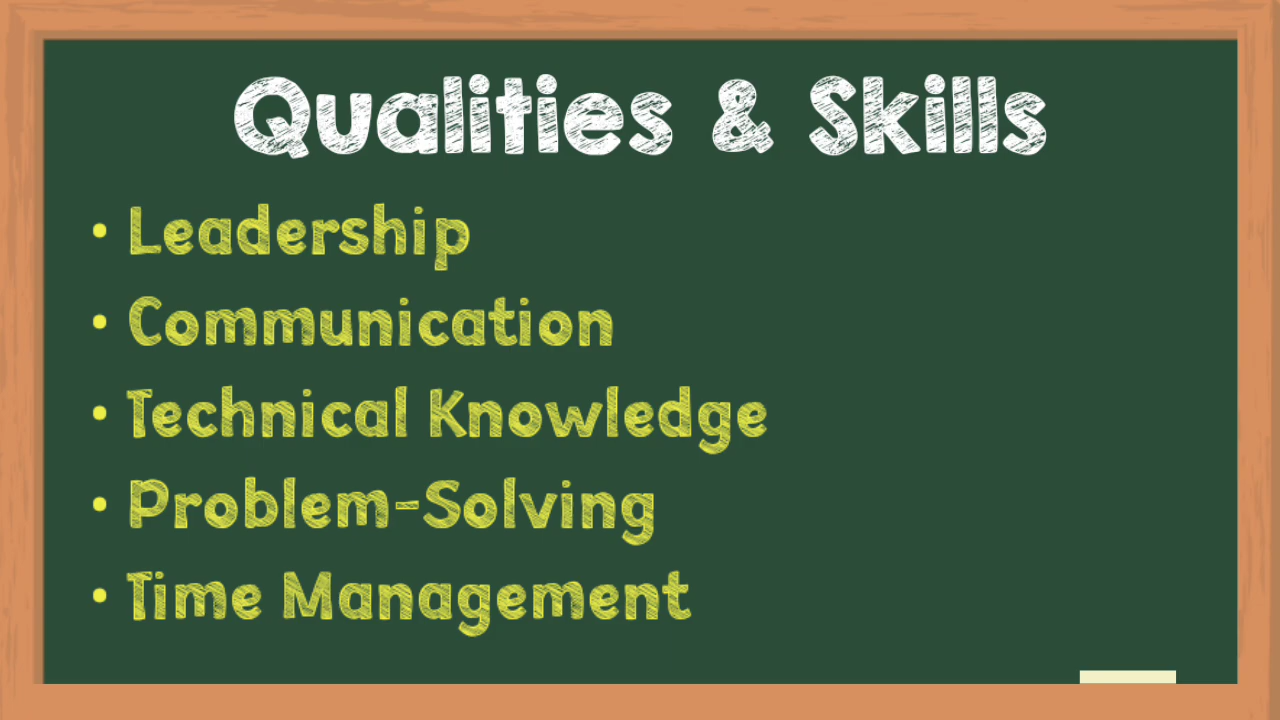 Qualities & Skills
• Leadership
• Communication
• Technical Knowledge
• Problem-Solving
• Time Management